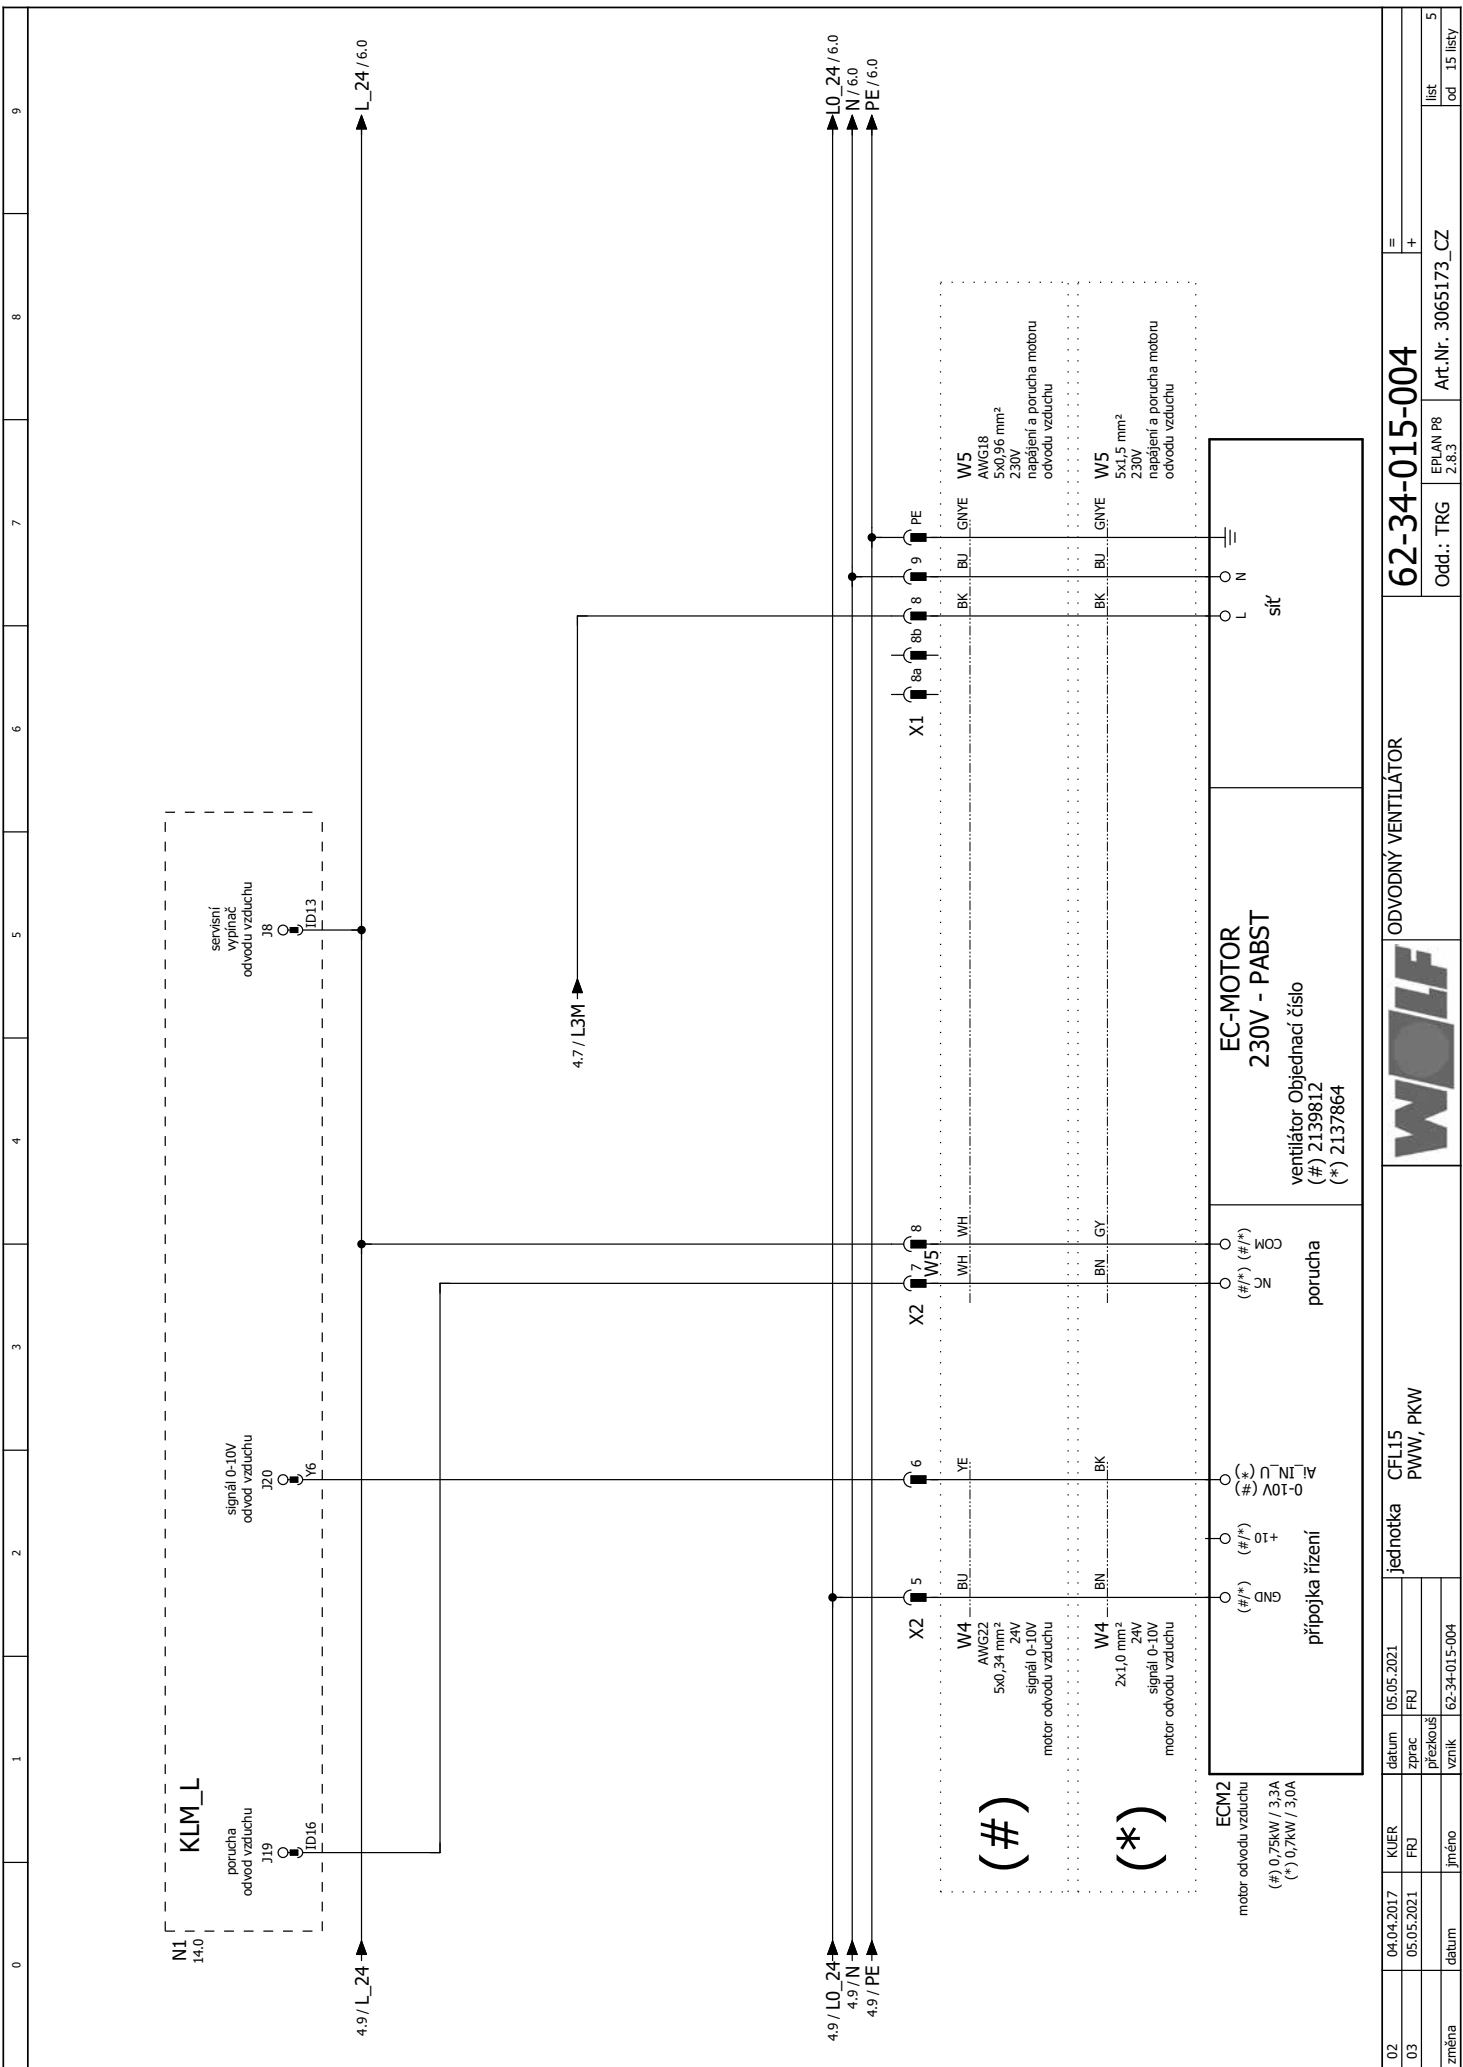 0
1
2
3
4
5
6
7
8
9
N1
14.0
KLM_L
porucha
odvod vzduchu
J19
ID16
signál 0-10V
odvod vzduchu
J20
Y6
servisní
vypínač
odvodu vzduchu
J8
ID13
4.9 / L_24
L_24 / 6.0
4.7 / L3M
4.9 / L0_24
4.9 / N
4.9 / PE
L0_24 / 6.0
N / 6.0
PE / 6.0
X2
5
6
X2
7
8
W5
X1
8a
8b
8
9
PE
(#)
W4
AWG22
5x0,34 mm²
24V
signál 0-10V
motor odvodu vzduchu
BU
YE
WH
WH
BK
BU
GNYE
W5
AWG18
5x0,96 mm²
230V
napájení a porucha motoru
odvodu vzduchu
(*)
W4
2x1,0 mm²
24V
signál 0-10V
motor odvodu vzduchu
BN
BK
BN
GY
BK
BU
GNYE
W5
5x1,5 mm²
230V
napájení a porucha motoru
odvodu vzduchu
ECM2
motor odvodu vzduchu
(#) 0,75kW / 3,3A
(*) 0,7kW / 3,0A
GND
(#/*)
+10
(#/*)
0-10V (#)
Ai_IN_U (*)
přípojka řízení
NC
(#/*)
COM
(#/*)
porucha
EC-MOTOR
230V - PABST
ventilátor Objednací číslo
(#) 2139812
(*) 2137864
L
N
síť
02
04.04.2017
KUER
datum
05.05.2021
03
05.05.2021
FRJ
zprac
FRJ
přezkouš
změna
datum
jméno
vznik
62-34-015-004
jednotka
CFL15
PWW, PKW
WOLF
ODVODNÝ VENTILÁTOR
62-34-015-004
=
+
Odd.: TRG
EPLAN P8
2.8.3
Art.Nr. 3065173_CZ
list
5
od
15 listy